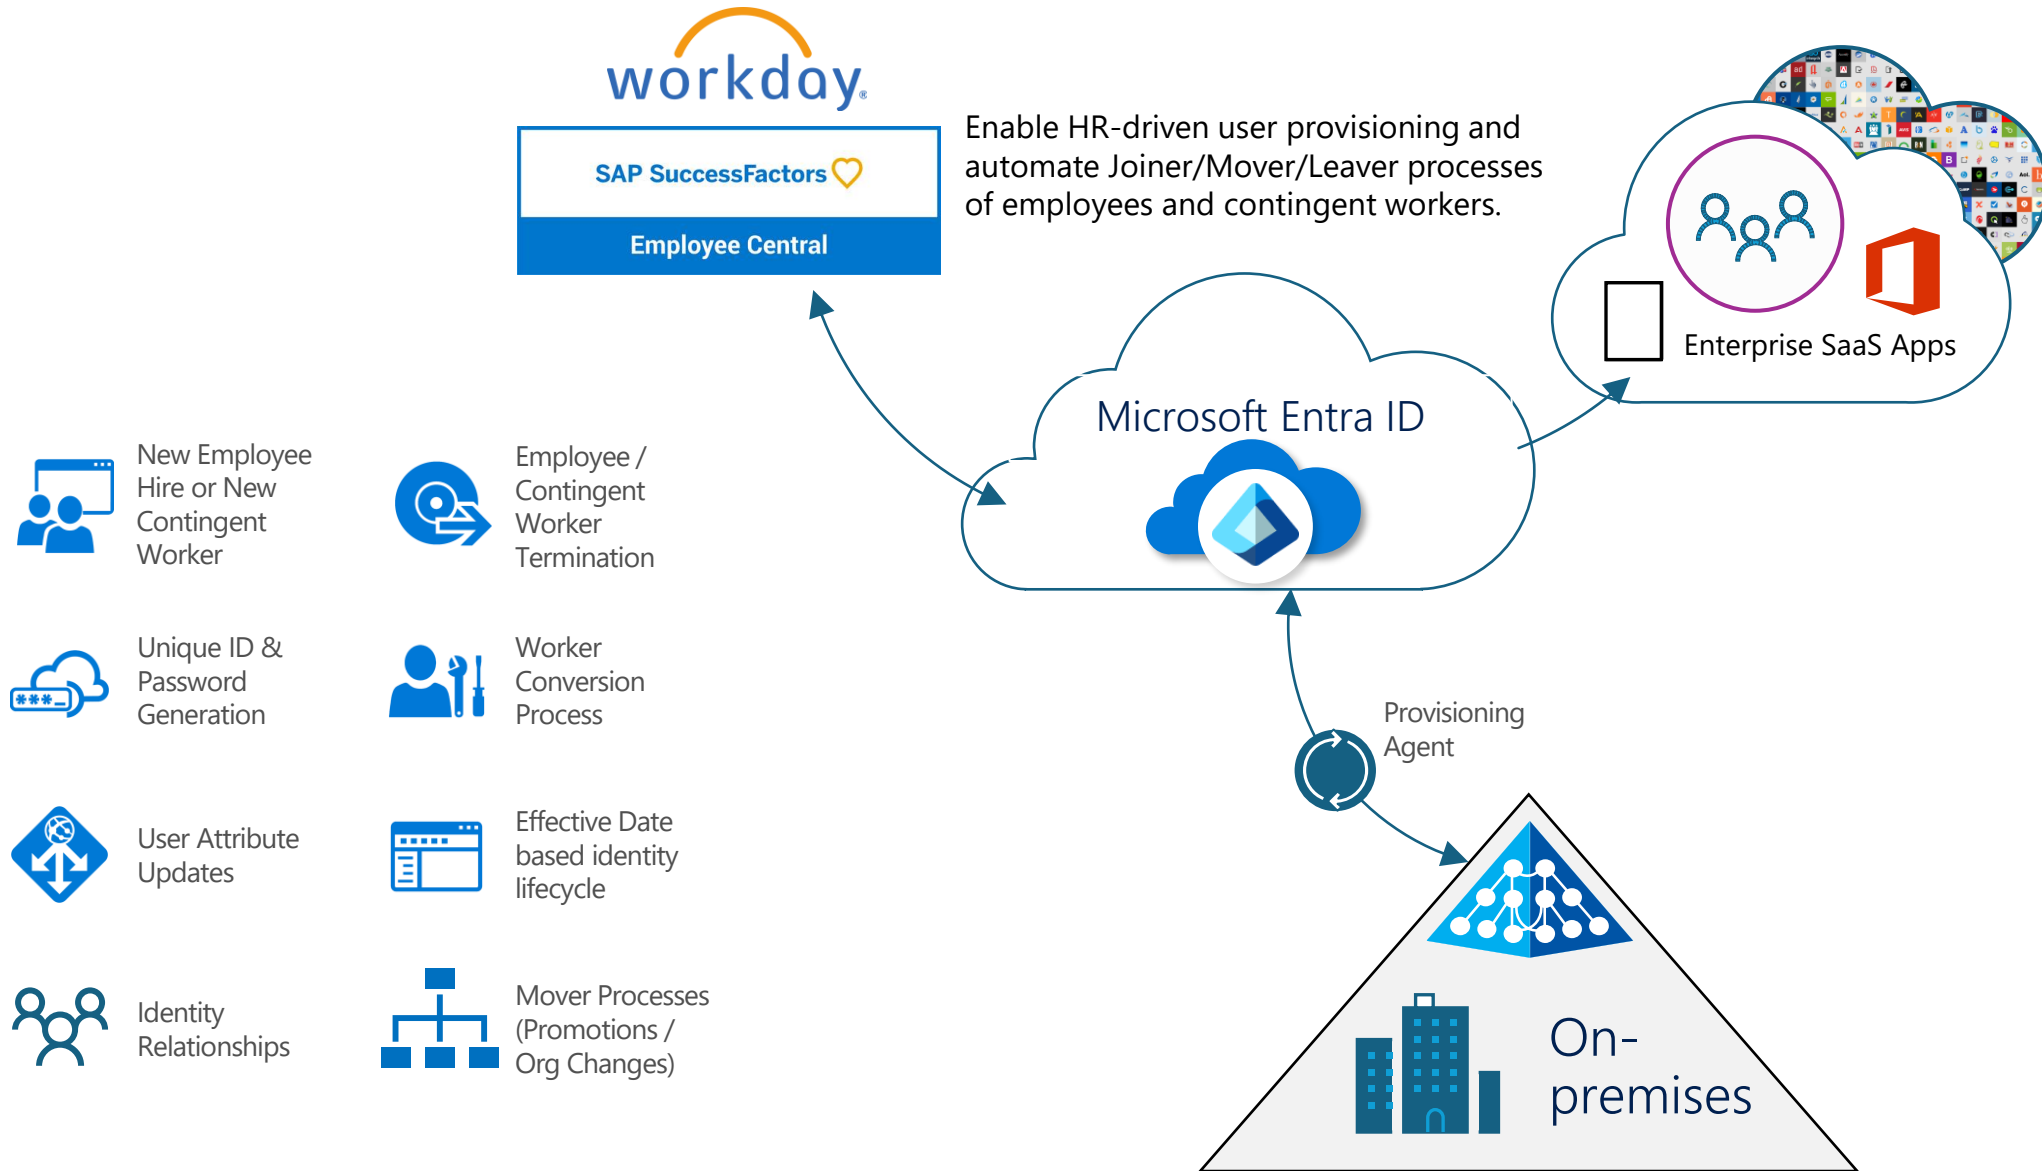 workday®
SAP SuccessFactors
Employee Central
Enable HR-driven user provisioning and
automate Joiner/Mover/Leaver processes
of employees and contingent workers.
Enterprise SaaS Apps
Microsoft Entra ID
New Employee
Hire or New
Contingent
Worker
Employee /
Contingent
Worker
Termination
Unique ID &
Password
Generation
***_
Worker
Conversion
Process
Provisioning
Agent
User Attribute
Updates
Effective Date
based identity
lifecycle
Identity
Relationships
Mover Processes
(Promotions /
Org Changes)
On-
premises